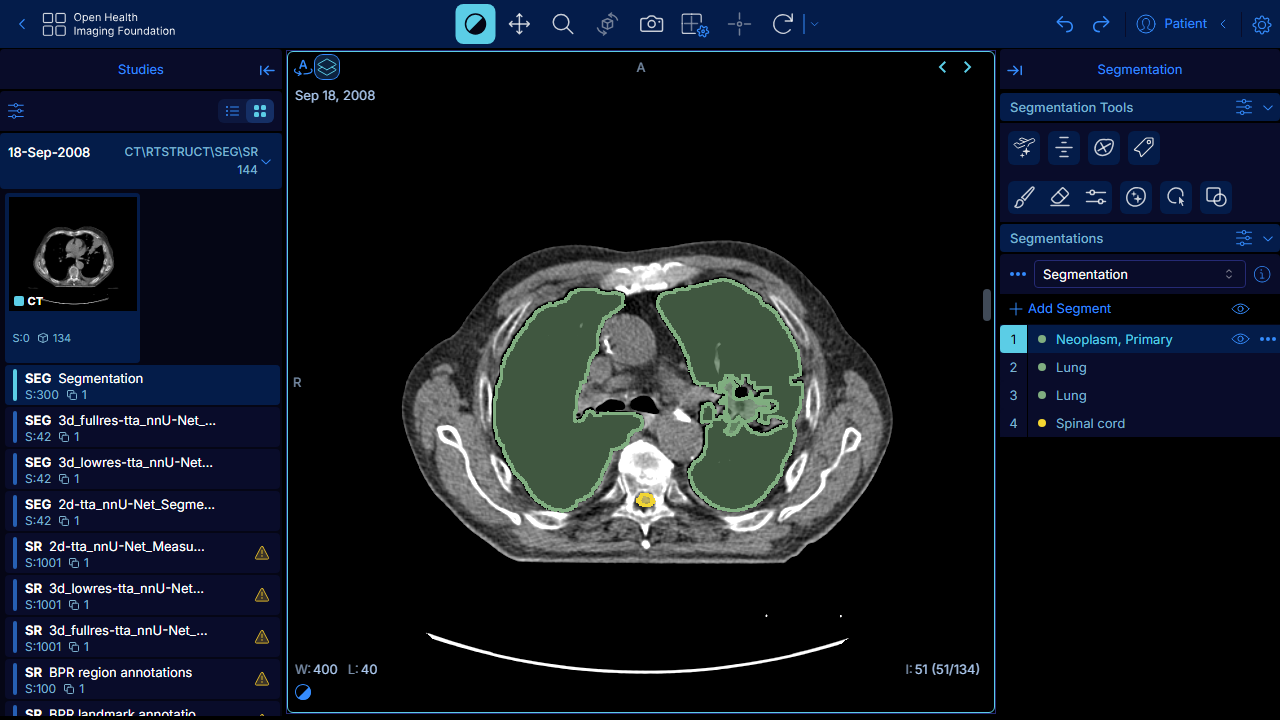 Open Health
Imaging Foundation
Patient
Studies
18-Sep-2008
CT\RTSTRUCT\SEG\SR
144
CT
S:0 134
SEG Segmentation
S:300 1
SEG 3d_fullres-tta_nnU-Net_...
S:42 1
SEG 3d_lowres-tta_nnU-Net...
S:42 1
SEG 2d-tta_nnU-Net_Segme...
S:42 1
SR 2d-tta_nnU-Net_Measu...
S:1001 1
SR 3d_lowres-tta_nnU-Net...
S:1001 1
SR 3d_fullres-tta_nnU-Net_...
S:1001 1
SR BPR region annotations
S:100 1
SR BPR landmark annotatio...
A
A
Sep 18, 2008
R
W:400 L:40
I:51 (51/134)
Segmentation
Segmentation Tools
Segmentations
Segmentation
Add Segment
1 Neoplasm, Primary
2 Lung
3 Lung
4 Spinal cord